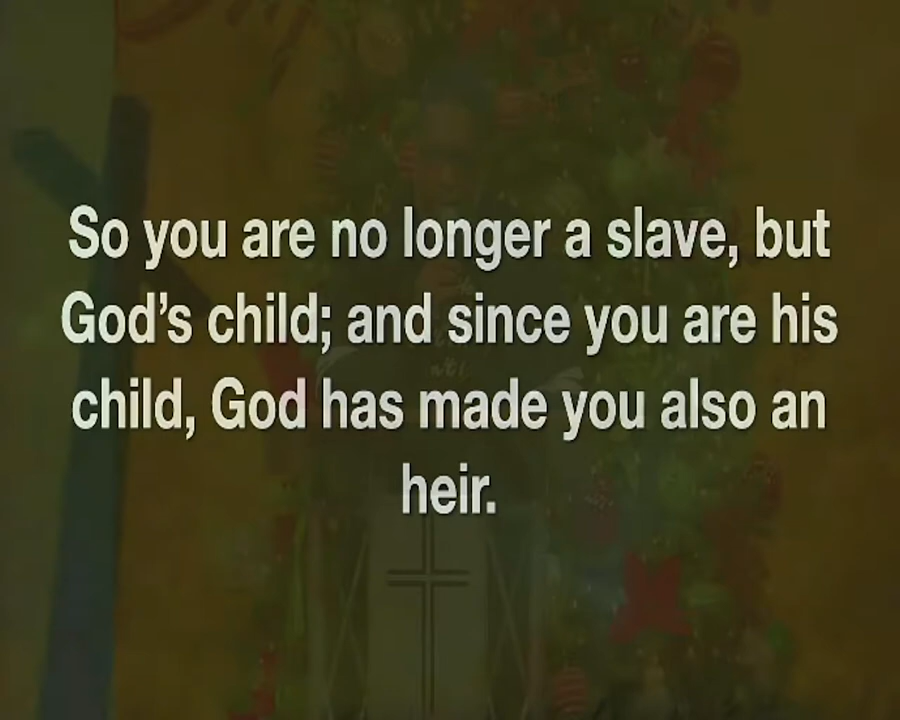 So you are no longer a slave, but
God’s child; and since you are his
child, God has made you also an
heir.